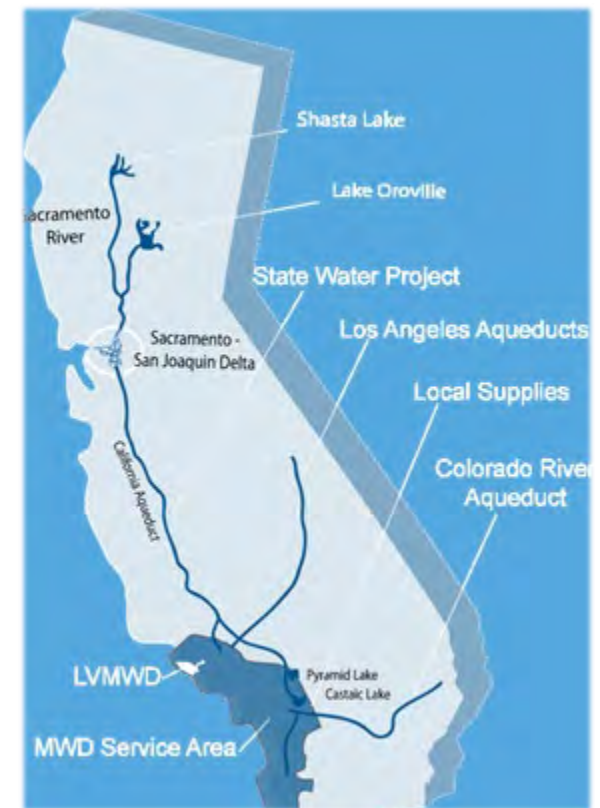 Shasta Lake
Lake Oroville
acramento
River
State Water Project
Sacramento -
San Joaquin Delta
Los Angeles Aqueducts
Local Supplies
Colorado River
Aqueduct
California Aqueduct
LVMWD
Pyramid Lake
Castaic Lake
MWD Service Area